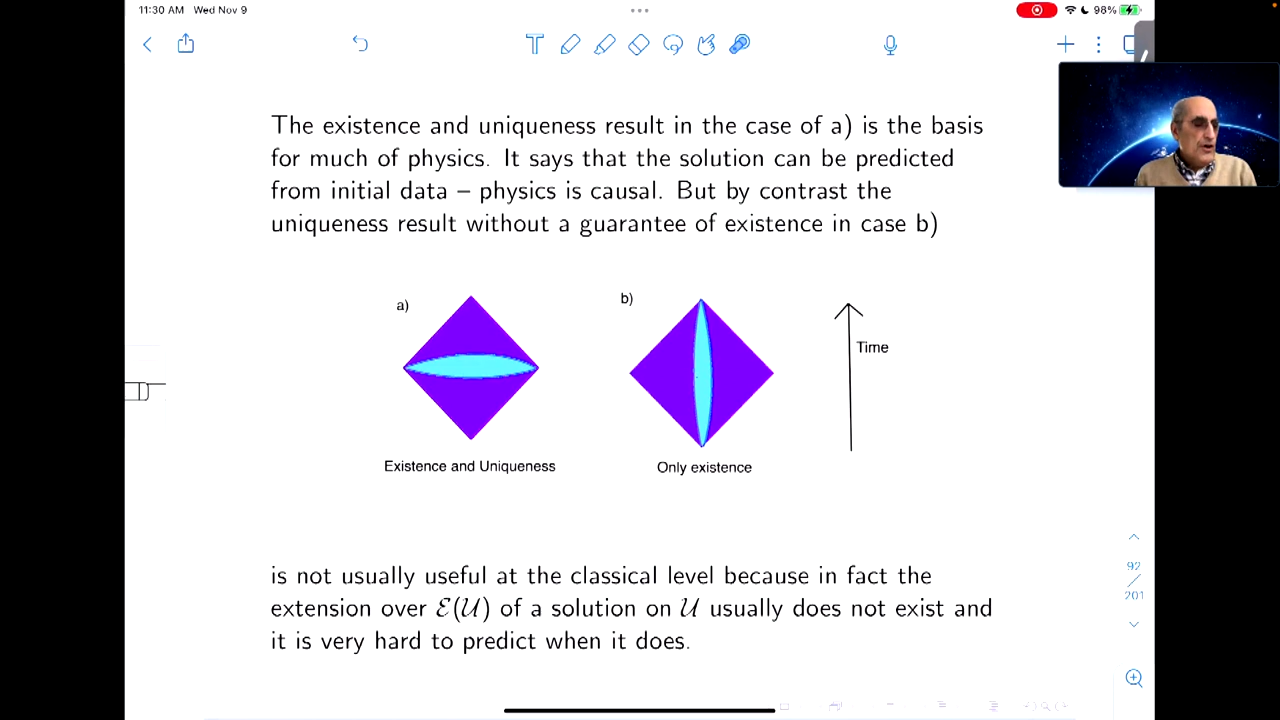 11:30 AM Wed Nov 9
98%
The existence and uniqueness result in the case of a) is the basis
for much of physics. It says that the solution can be predicted
from initial data – physics is causal. But by contrast the
uniqueness result without a guarantee of existence in case b)
a)
b)
Time
Existence and Uniqueness
Only existence
is not usually useful at the classical level because in fact the
extension over ℰ(𝒰) of a solution on 𝒰 usually does not exist and
it is very hard to predict when it does.
92
/
201